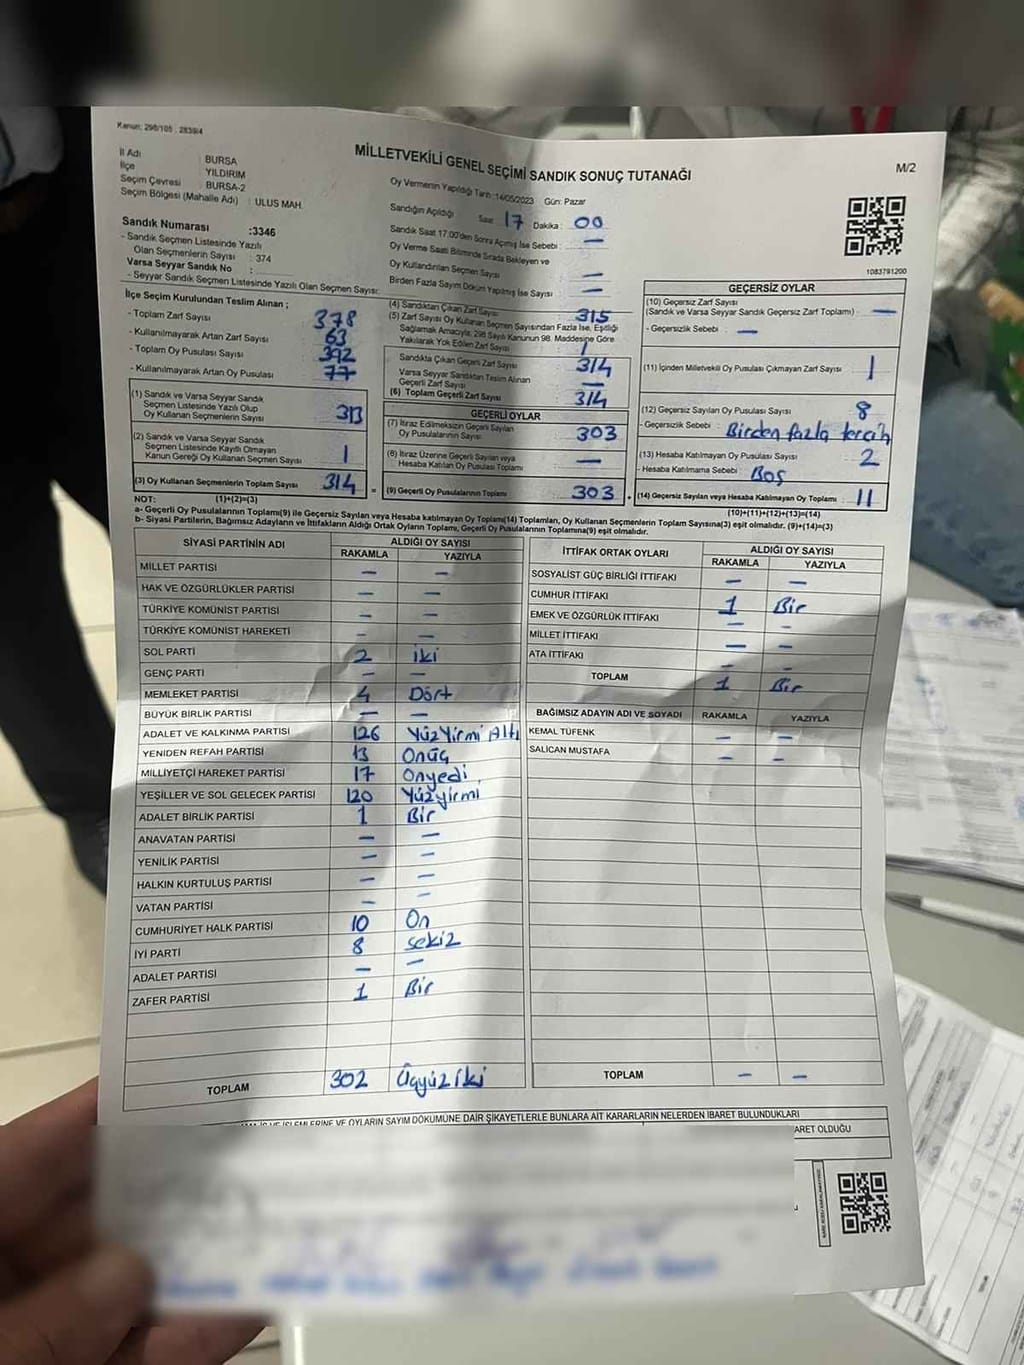 Kanun: 298/105 : 2839/4
MİLLETVEKİLİ GENEL SEÇİMİ SANDIK SONUÇ TUTANAĞI
M/2
İl Adı : BURSA
İlçe : YILDIRIM
Seçim Çevresi : BURSA-2
Seçim Bölgesi (Mahalle Adı) : ULUS MAH.
Sandık Numarası :3346
- Sandık Seçmen Listesinde Yazılı
Olan Seçmenlerin Sayısı : 374
Varsa Seyyar Sandık No :
- Seyyar Sandık Seçmen Listesinde Yazılı Olan Seçmen Sayısı:
Oy Vermenin Yapıldığı Tarih :14/05/2023 Gün: Pazar
Sandığın Açıldığı Saat 17 Dakika : 00
Sandık Saat 17.00'den Sonra Açılmış İse Sebebi : —
Oy Verme Saati Bitiminde Sırada Bekleyen ve
Oy Kullandırılan Seçmen Sayısı —
Birden Fazla Sayım Döküm Yapılmış İse Sayısı : —
1083791200
İlçe Seçim Kurulundan Teslim Alınan ;
- Toplam Zarf Sayısı 378
- Kullanılmayarak Artan Zarf Sayısı 63
- Toplam Oy Pusulası Sayısı 392
- Kullanılmayarak Artan Oy Pusulası 77
(1) Sandık ve Varsa Seyyar Sandık
Seçmen Listesinde Yazılı Olup
Oy Kullanan Seçmenlerin Sayısı 313
(2) Sandık ve Varsa Seyyar Sandık
Seçmen Listesinde Kaydı Olmayan
Kanun Gereği Oy Kullanan Seçmen Sayısı 1
(3) Oy Kullanan Seçmenlerin Toplam Sayısı 314
(4) Sandıktan Çıkan Zarf Sayısı 315
(5) Zarf Sayısı Oy Kullanan Seçmen Sayısından Fazla İse, Eşitliği
Sağlamak Amacıyla, 298 Sayılı Kanunun 98. Maddesine Göre
Yakılarak Yok Edilen Zarf Sayısı 1
Sandıkta Çıkan Geçerli Zarf Sayısı 314
Varsa Seyyar Sandıktan Teslim Alınan
Geçerli Zarf Sayısı —
(6) Toplam Geçerli Zarf Sayısı 314
GEÇERLİ OYLAR
(7) İtiraz Edilmeksizin Geçerli Sayılan
Oy Pusulalarının Sayısı 303
(8) İtiraz Üzerine Geçerli Sayılan veya
Hesaba Katılan Oy Pusulası Toplamı —
= (9) Geçerli Oy Pusulalarının Toplamı 303
GEÇERSİZ OYLAR
(10) Geçersiz Zarf Sayısı
(Sandık ve Varsa Seyyar Sandık Geçersiz Zarf Toplamı) : —
- Geçersizlik Sebebi : —
(11) İçinden Milletvekili Oy Pusulası Çıkmayan Zarf Sayısı 1
(12) Geçersiz Sayılan Oy Pusulası Sayısı 8
- Geçersizlik Sebebi : Birden fazla tercih
(13) Hesaba Katılmayan Oy Pusulası Sayısı 2
- Hesaba Katılmama Sebebi : Boş
(14) Geçersiz Sayılan veya Hesaba Katılmayan Oy Toplamı 11
(10)+(11)+(12)+(13)=(14)
NOT: (1)+(2)=(3)
a- Geçerli Oy Pusulalarının Toplamı(9) ile Geçersiz Sayılan veya Hesaba katılmayan Oy Toplamı(14) Toplamları, Oy Kullanan Seçmenlerin Toplam Sayısına(3) eşit olmalıdır. (9)+(14)=(3)
b- Siyasi Partilerin, Bağımsız Adayların ve İttifakların Aldığı Ortak Oyların Toplamı, Geçerli Oy Pusulalarının Toplamına(9) eşit olmalıdır.
SİYASİ PARTİNİN ADI ALDIĞI OY SAYISI
RAKAMLA YAZIYLA
MİLLET PARTİSİ — —
HAK VE ÖZGÜRLÜKLER PARTİSİ — —
TÜRKİYE KOMÜNİST PARTİSİ — —
TÜRKİYE KOMÜNİST HAREKETİ — —
SOL PARTİ 2 iki
GENÇ PARTİ — —
MEMLEKET PARTİSİ 4 Dört
BÜYÜK BİRLİK PARTİSİ — —
ADALET VE KALKINMA PARTİSİ 126 Yüzyirmi Altı
YENİDEN REFAH PARTİSİ 13 Onüç
MİLLİYETÇİ HAREKET PARTİSİ 17 Onyedi
YEŞİLLER VE SOL GELECEK PARTİSİ 120 Yüzyirmi
ADALET BİRLİK PARTİSİ 1 Bir
ANAVATAN PARTİSİ — —
YENİLİK PARTİSİ — —
HALKIN KURTULUŞ PARTİSİ — —
VATAN PARTİSİ — —
CUMHURİYET HALK PARTİSİ 10 On
İYİ PARTİ 8 sekiz
ADALET PARTİSİ — —
ZAFER PARTİSİ 1 Bir
TOPLAM 302 Üçyüziki
İTTİFAK ORTAK OYLARI ALDIĞI OY SAYISI
RAKAMLA YAZIYLA
SOSYALİST GÜÇ BİRLİĞİ İTTİFAKI — —
CUMHUR İTTİFAKI 1 Bir
EMEK VE ÖZGÜRLÜK İTTİFAKI — —
MİLLET İTTİFAKI — —
ATA İTTİFAKI — —
TOPLAM 1 Bir
BAĞIMSIZ ADAYIN ADI VE SOYADI RAKAMLA YAZIYLA
KEMAL TÜFENK — —
SALİCAN MUSTAFA — —
TOPLAM — —
VE OYLARIN SAYIM DÖKÜMÜNE DAİR ŞİKAYETLERLE BUNLARA AİT KARARLARIN NELERDEN İBARET BULUNDUKLARI
ARET OLDUĞU